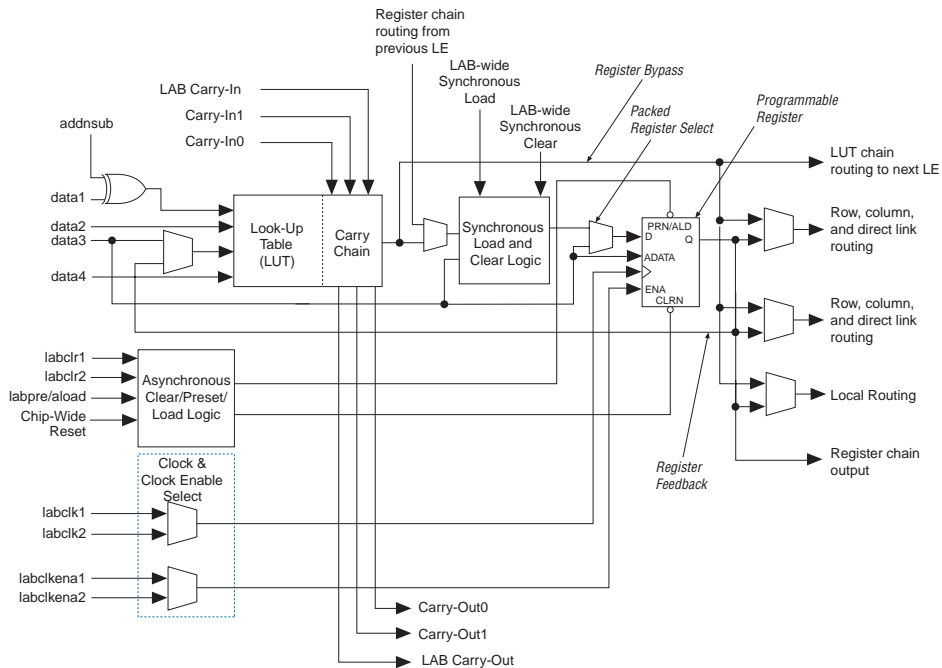 Register chain
routing from
previous LE
LAB-wide
Synchronous
Load
LAB-wide
Synchronous
Clear
Register Bypass
Packed
Register Select
Programmable
Register
LAB Carry-In
Carry-In1
Carry-In0
addnsub
data1
data2
data3
data4
Look-Up
Table
(LUT)
Carry
Chain
Synchronous
Load and
Clear Logic
PRN/ALD
D
Q
ADATA
ENA
CLRN
LUT chain
routing to next LE
Row, column,
and direct link
routing
Row, column,
and direct link
routing
Local Routing
Register chain
output
Register
Feedback
labclr1
labclr2
labpre/aload
Chip-Wide
Reset
Asynchronous
Clear/Preset/
Load Logic
Clock &
Clock Enable
Select
labclk1
labclk2
labclkena1
labclkena2
Carry-Out0
Carry-Out1
LAB Carry-Out